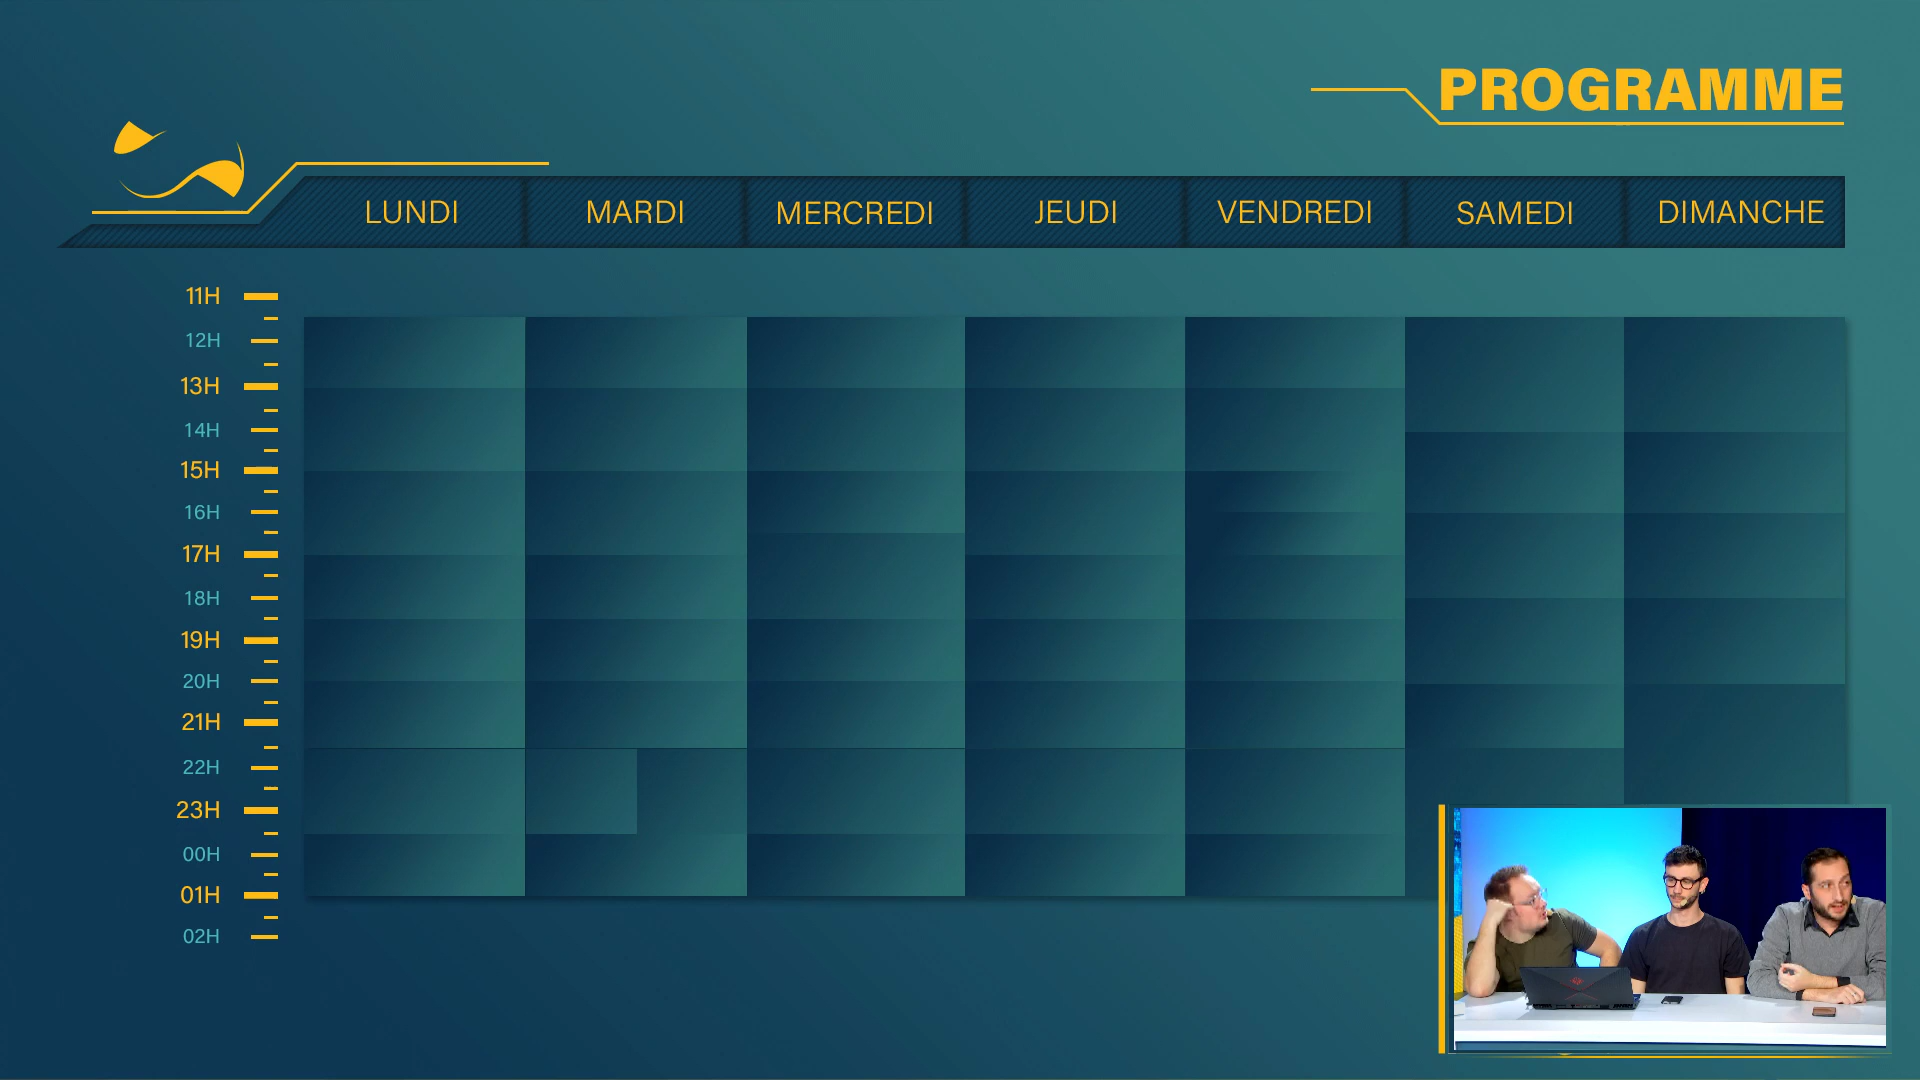 PROGRAMME
LUNDI MARDI MERCREDI JEUDI VENDREDI SAMEDI DIMANCHE
11H
12H
13H
14H
15H
16H
17H
18H
19H
20H
21H
22H
23H
00H
01H
02H